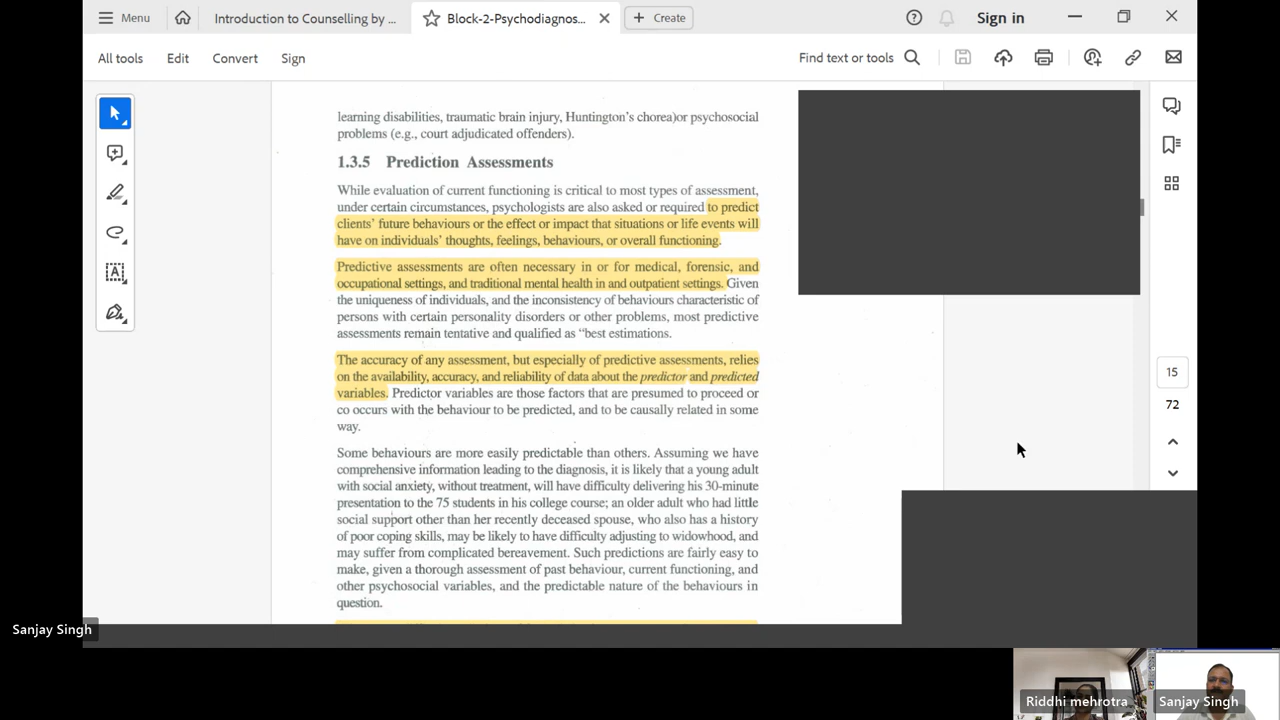 Menu
Introduction to Counselling by ...
Block-2-Psychodiagnos...
Create
Sign in
All tools
Edit
Convert
Sign
Find text or tools
learning disabilities, traumatic brain injury, Huntington's chorea)or psychosocial
problems (e.g., court adjudicated offenders).
1.3.5 Prediction Assessments
While evaluation of current functioning is critical to most types of assessment,
under certain circumstances, psychologists are also asked or required to predict
clients' future behaviours or the effect or impact that situations or life events will
have on individuals' thoughts, feelings, behaviours, or overall functioning.
Predictive assessments are often necessary in or for medical, forensic, and
occupational settings, and traditional mental health in and outpatient settings. Given
the uniqueness of individuals, and the inconsistency of behaviours characteristic of
persons with certain personality disorders or other problems, most predictive
assessments remain tentative and qualified as “best estimations.
The accuracy of any assessment, but especially of predictive assessments, relies
on the availability, accuracy, and reliability of data about the predictor and predicted
variables. Predictor variables are those factors that are presumed to proceed or
co occurs with the behaviour to be predicted, and to be causally related in some
way.
Some behaviours are more easily predictable than others. Assuming we have
comprehensive information leading to the diagnosis, it is likely that a young adult
with social anxiety, without treatment, will have difficulty delivering his 30-minute
presentation to the 75 students in his college course; an older adult who had little
social support other than her recently deceased spouse, who also has a history
of poor coping skills, may be likely to have difficulty adjusting to widowhood, and
may suffer from complicated bereavement. Such predictions are fairly easy to
make, given a thorough assessment of past behaviour, current functioning, and
other psychosocial variables, and the predictable nature of the behaviours in
question.
15
72
Sanjay Singh
Riddhi mehrotra
Sanjay Singh